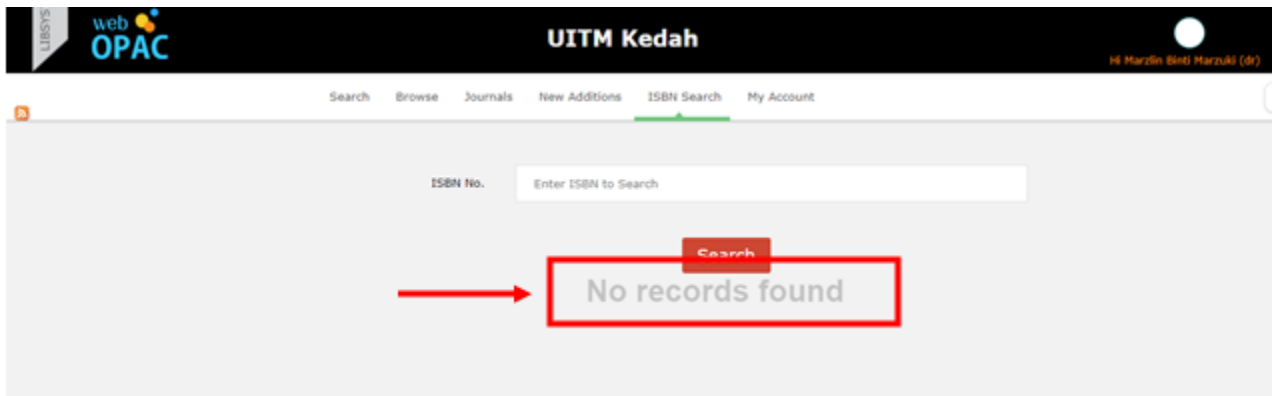 LIBSYS
web
OPAC
UITM Kedah
Hi Marzlin Binti Marzuki (dr)
Search Browse Journals New Additions ISBN Search My Account
ISBN No. Enter ISBN to Search
Search
No records found